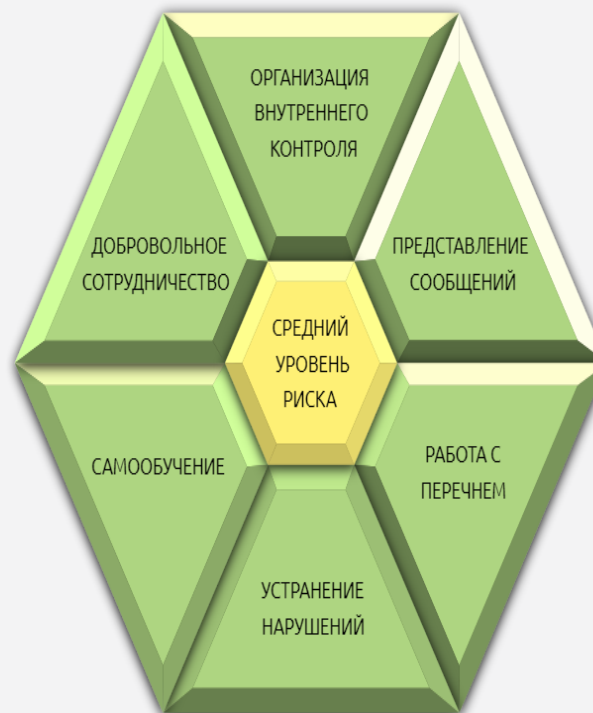 ОРГАНИЗАЦИЯ
ВНУТРЕННЕГО
КОНТРОЛЯ
ДОБРОВОЛЬНОЕ
СОТРУДНИЧЕСТВО
ПРЕДСТАВЛЕНИЕ
СООБЩЕНИЙ
СРЕДНИЙ
УРОВЕНЬ
РИСКА
САМООБУЧЕНИЕ
РАБОТА С
ПЕРЕЧНЕМ
УСТРАНЕНИЕ
НАРУШЕНИЙ